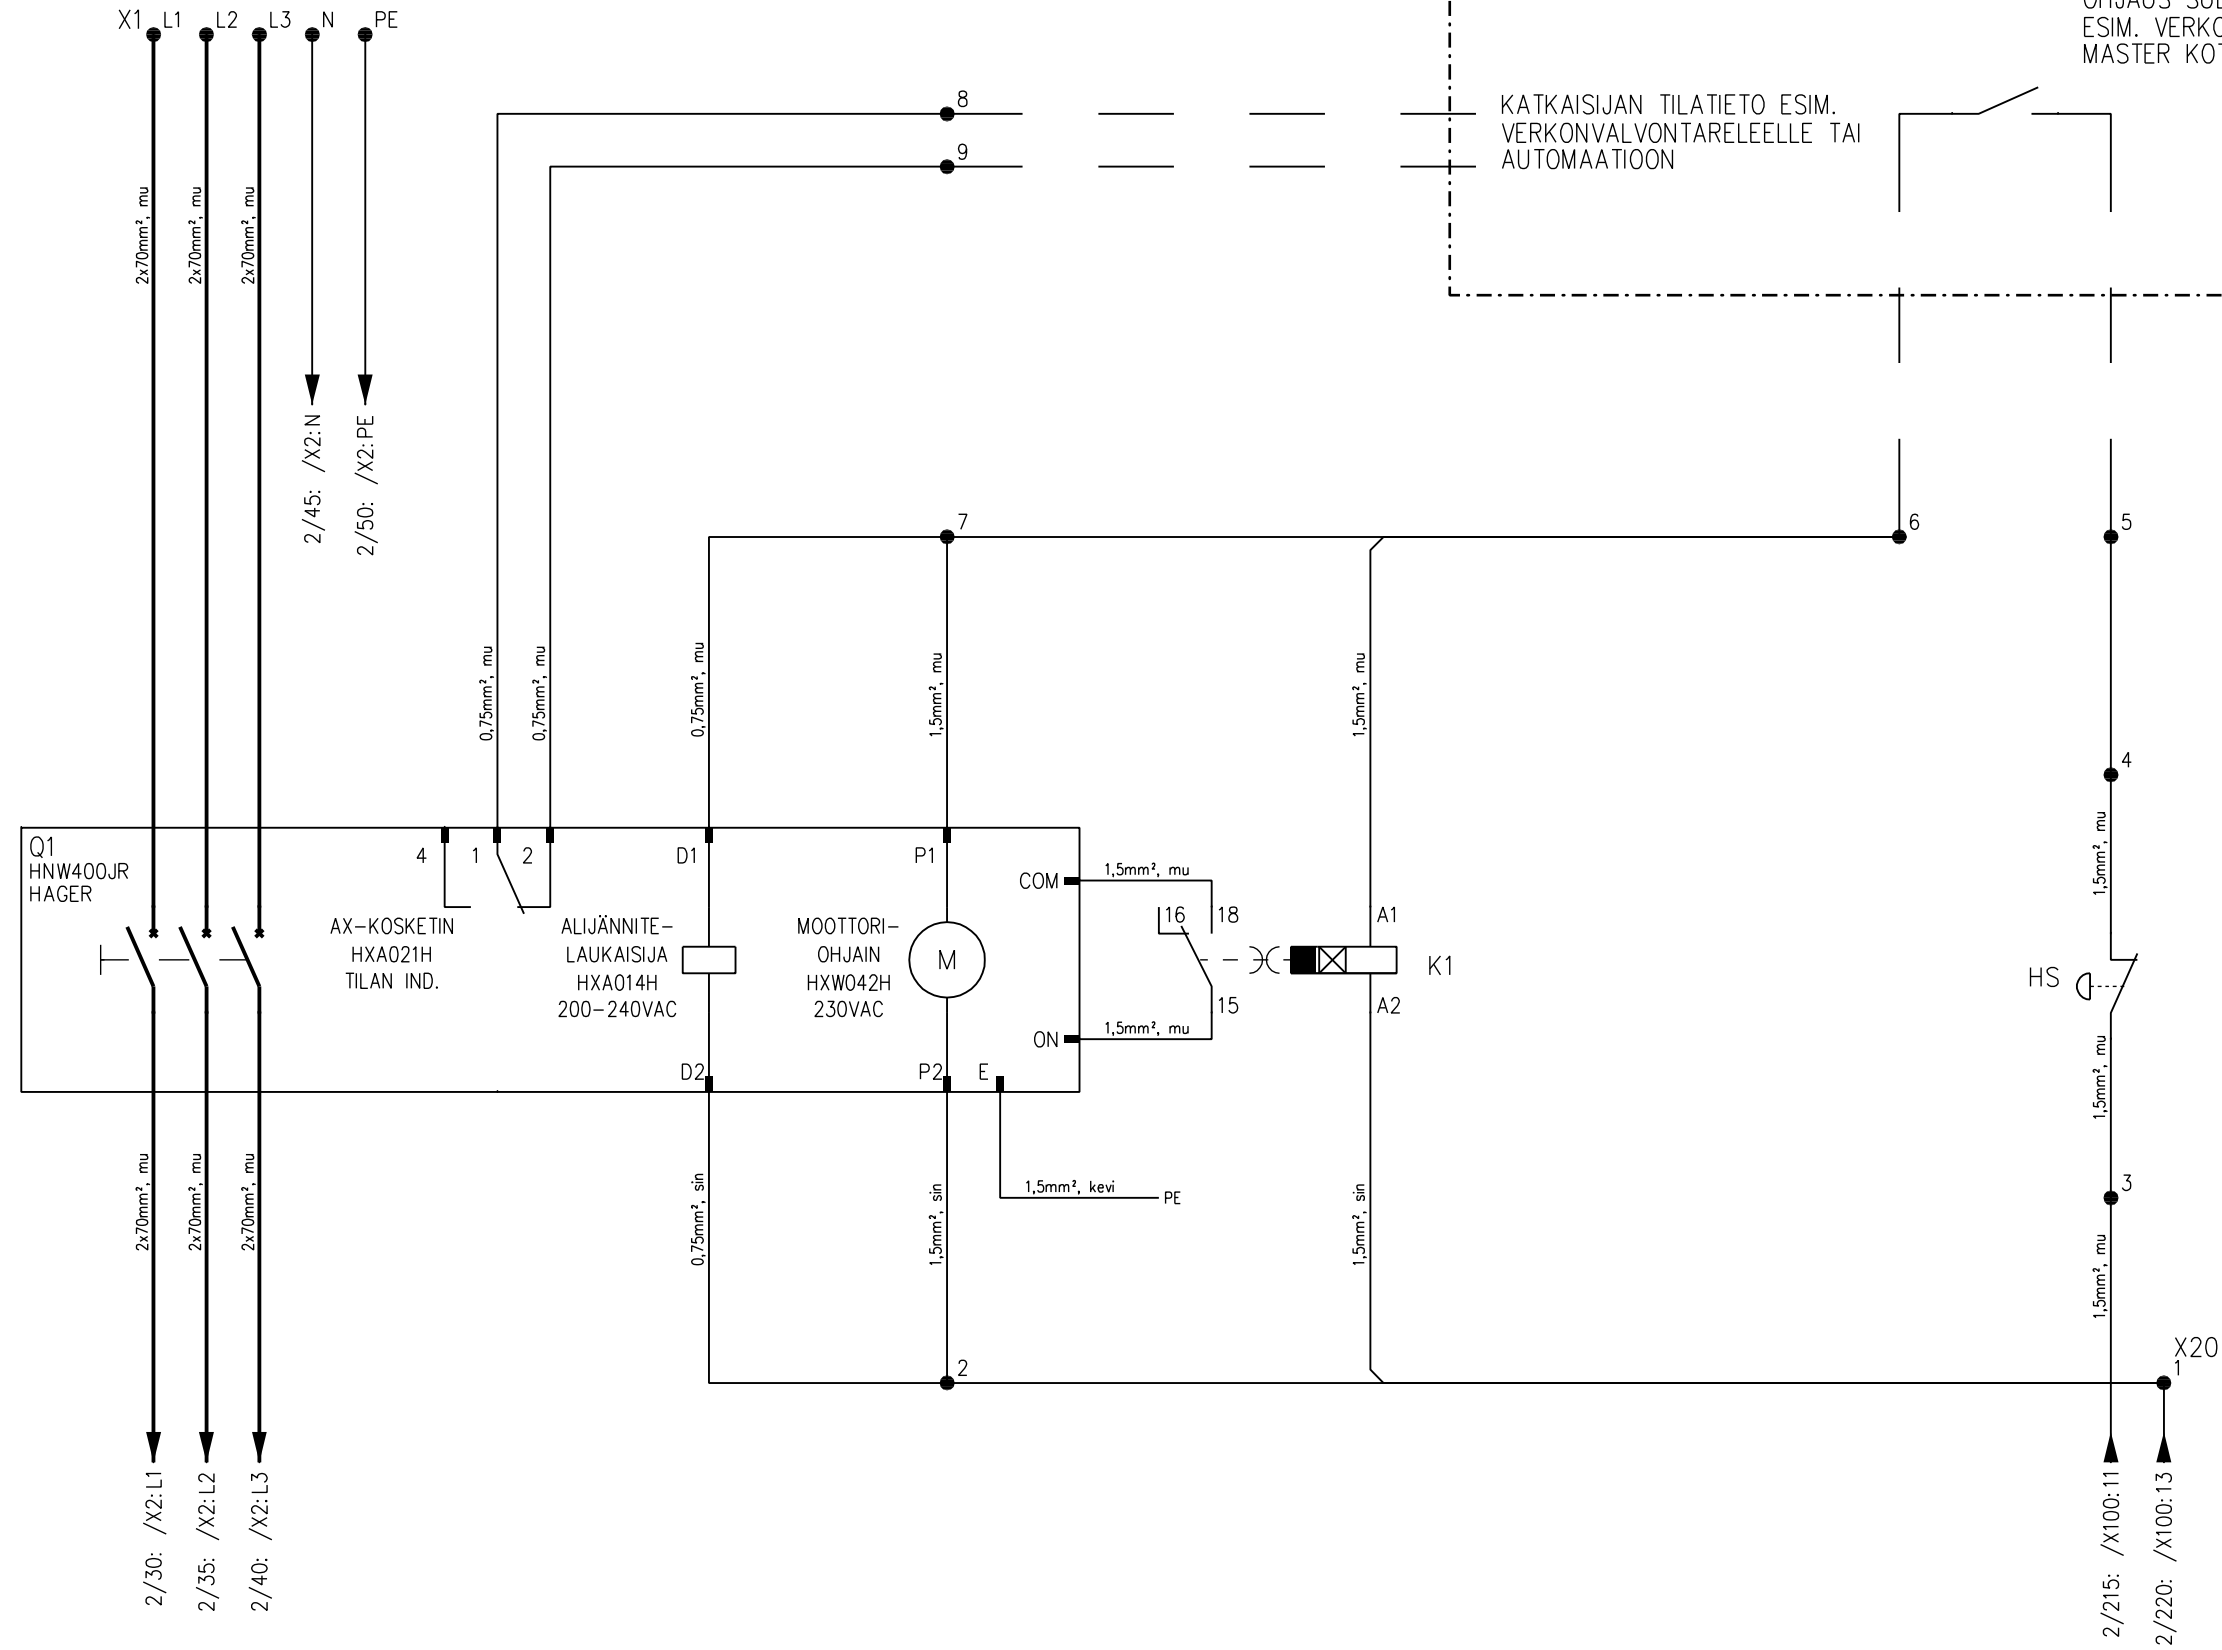 X1 L1 L2 L3 N PE
ESIM.
MASTER
8
9
KATKAISIJAN TILATIETO ESIM.
VERKONVALVONTARELEELLE TAI
AUTOMAATIOON
2x70mm², mu
2x70mm², mu
2x70mm², mu
2/45: /X2:N
2/50: /X2:PE
7
6
5
0,75mm², mu
0,75mm², mu
0,75mm², mu
1,5mm², mu
1,5mm², mu
4
1,5mm², mu
Q1
HNW400JR
HAGER
4 1 2
D1
P1
COM
1,5mm², mu
AX-KOSKETIN
HXA021H
TILAN IND.
ALIJÄNNITE-
LAUKAISIJA
HXA014H
200-240VAC
MOOTTORI-
OHJAIN
HXW042H
230VAC
M
16 18
15
A1
K1
A2
HS
ON
1,5mm², mu
D2
P2 E
1,5mm², mu
1,5mm², kevi
PE
2x70mm², mu
2x70mm², mu
2x70mm², mu
0,75mm², sin
1,5mm², sin
1,5mm², sin
3
1,5mm², mu
X20
1
2
2/30: /X2:L1
2/35: /X2:L2
2/40: /X2:L3
2/215: /X100:11
2/220: /X100:13